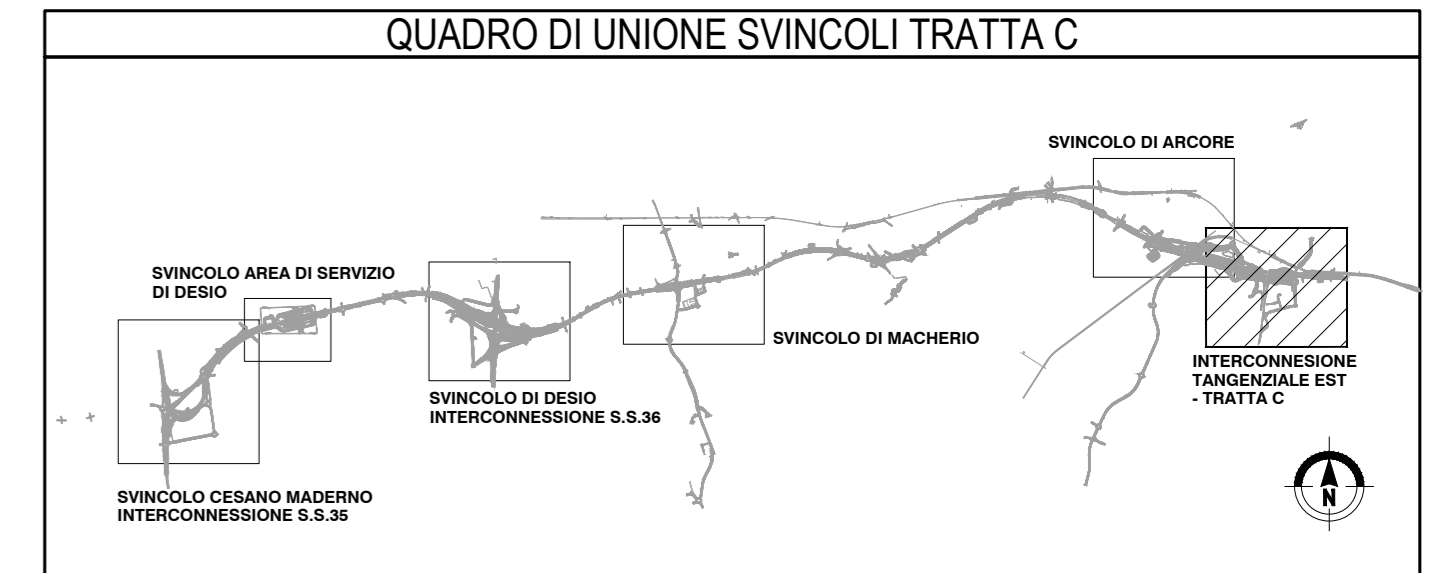 QUADRO DI UNIONE SVINCOLI TRATTA C
SVINCOLO DI ARCORE
SVINCOLO AREA DI SERVIZIO
DI DESIO
SVINCOLO DI MACHERIO
INTERCONNESIONE
TANGENZIALE EST
- TRATTA C
SVINCOLO DI DESIO
INTERCONNESSIONE S.S.36
SVINCOLO CESANO MADERNO
INTERCONNESSIONE S.S.35
N